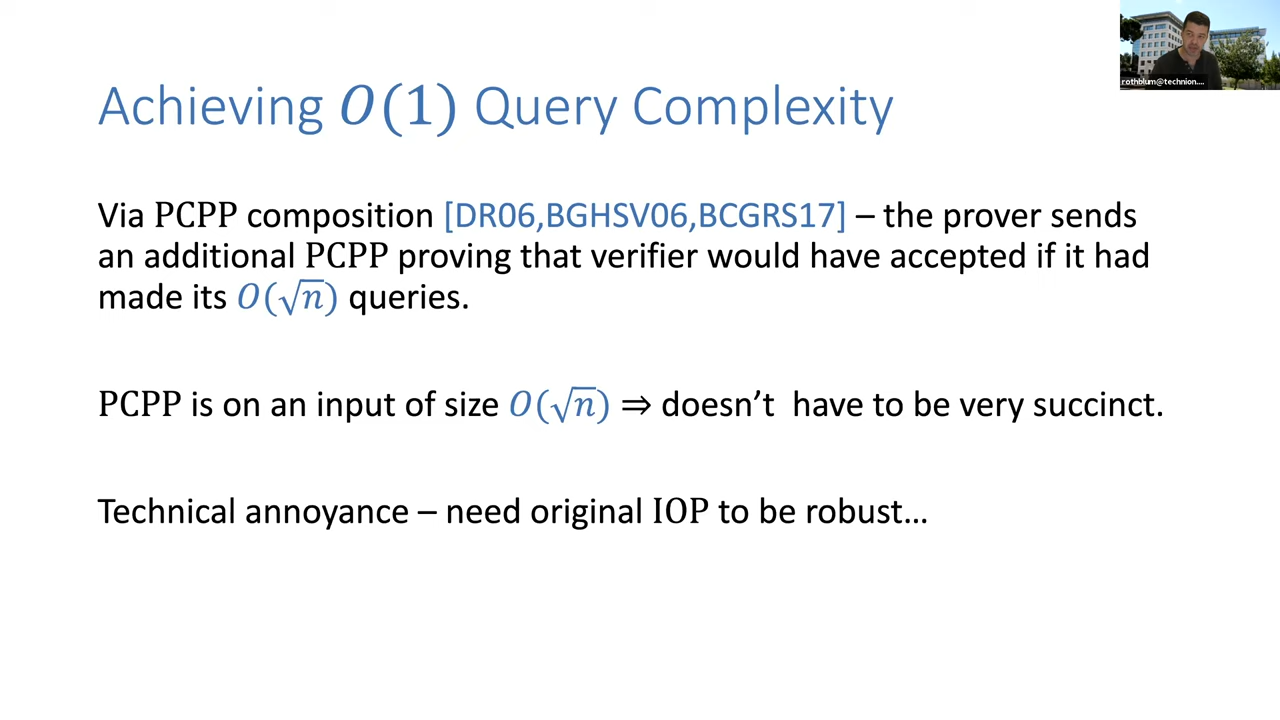 rothblum@technion....
Achieving O(1) Query Complexity
Via PCPP composition [DR06,BGHSV06,BCGRS17] – the prover sends
an additional PCPP proving that verifier would have accepted if it had
made its O(√n) queries.
PCPP is on an input of size O(√n) ⇒ doesn’t have to be very succinct.
Technical annoyance – need original IOP to be robust…